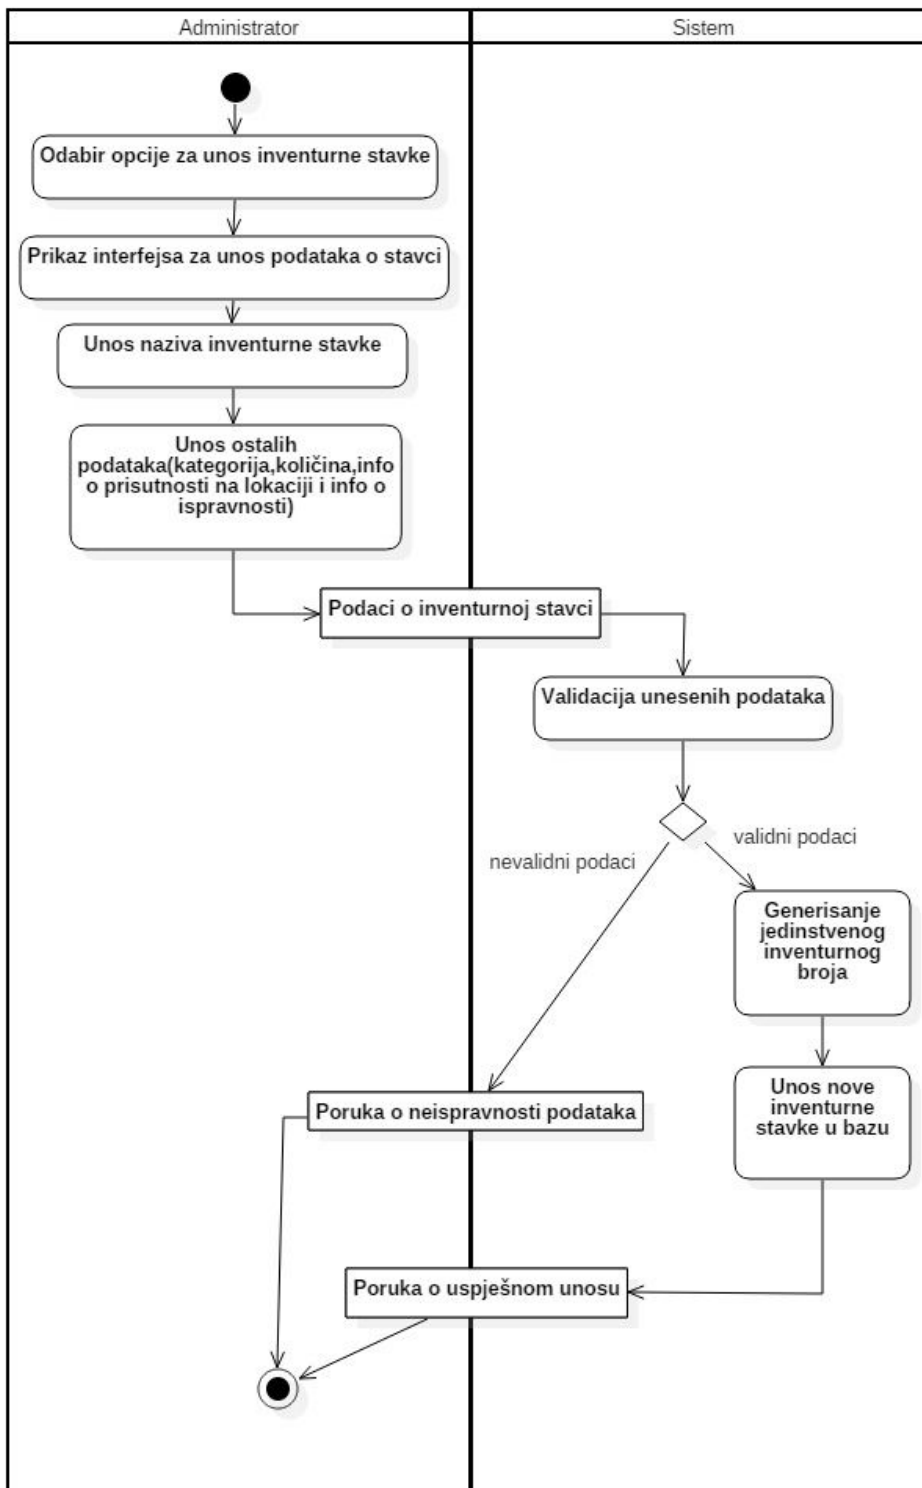 Administrator
Sistem
Odabir opcije za unos inventurne stavke
Prikaz interfejsa za unos podataka o stavci
Unos naziva inventurne stavke
Unos ostalih
podataka(kategorija,količina,info
o prisutnosti na lokaciji i info o
ispravnosti)
Podaci o inventurnoj stavci
Validacija unesenih podataka
validni podaci
nevalidni podaci
Generisanje
jedinstvenog
inventurnog
broja
Unos nove
inventurne
stavke u bazu
Poruka o neispravnosti podataka
Poruka o uspješnom unosu